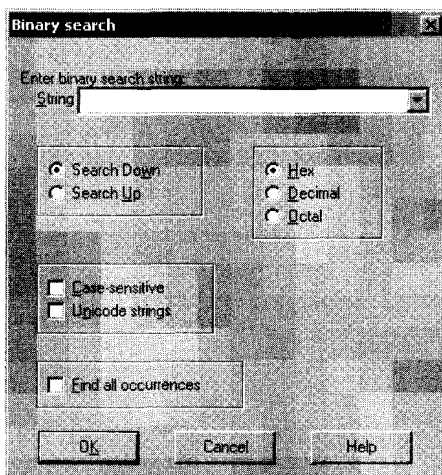 Binary search
Enter binary search string:
String
Search Down
Search Up
Hex
Decimal
Octal
Case-sensitive
Unicode strings
Find all occurrences
OK
Cancel
Help